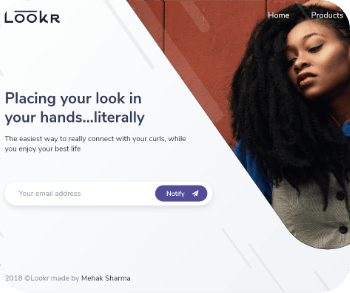 Lookr
Home Products
Placing your look in
your hands...literally
The easiest way to really connect with your curls, while
you enjoy your best life
Your email address
Notify
2018 ©Lookr made by Mehak Sharma